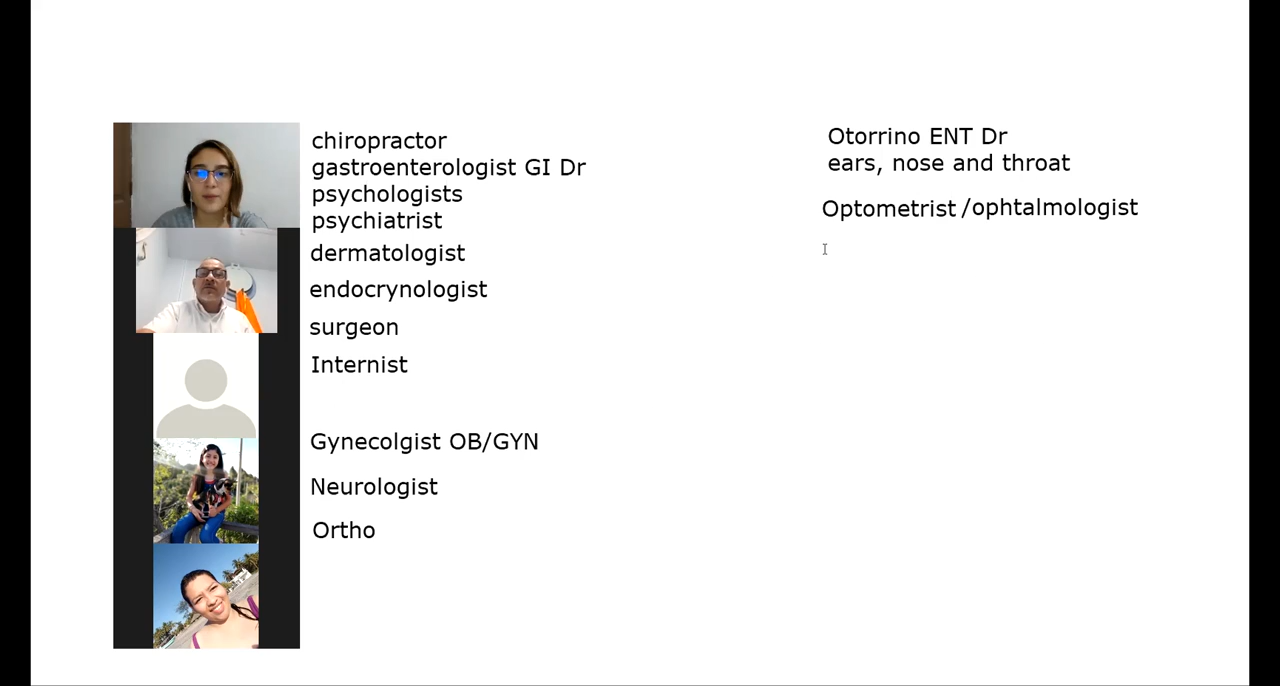 chiropractor
gastroenterologist GI Dr
psychologists
psychiatrist
dermatologist
endocrynologist
surgeon
Internist
Gynecolgist OB/GYN
Neurologist
Ortho
Otorrino ENT Dr
ears, nose and throat
Optometrist /ophtalmologist